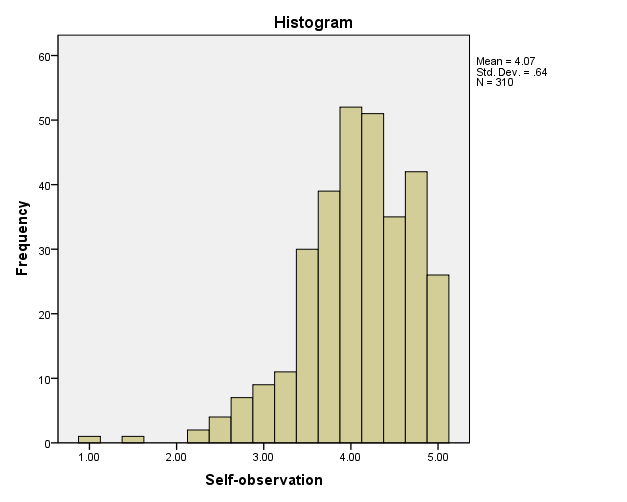 Histogram
Mean = 4.07
Std. Dev. = .64
N = 310
60
50
40
30
20
10
0
Frequency
1.00 2.00 3.00 4.00 5.00
Self-observation